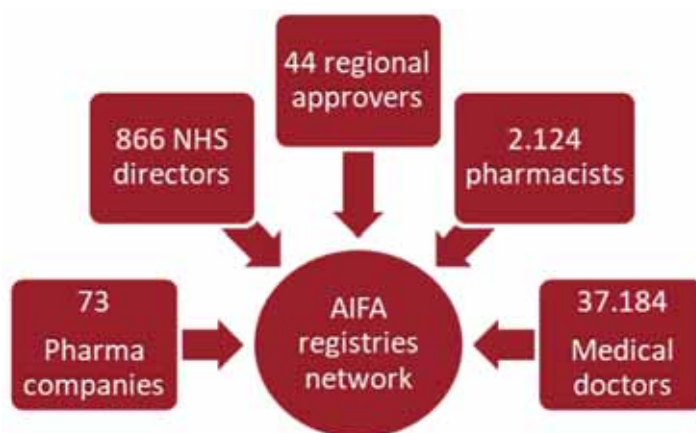 44 regional
approvers
866 NHS
directors
2.124
pharmacists
73
Pharma
companies
AIFA
registries
network
37.184
Medical
doctors